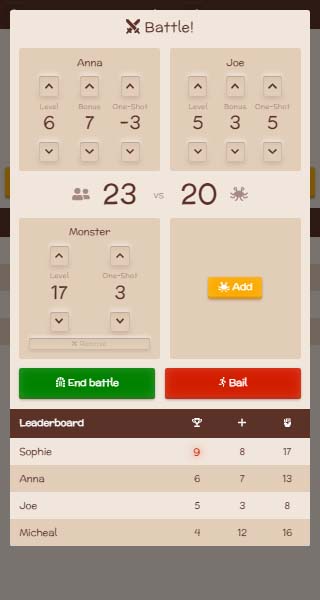 Battle!
Anna
Joe
Level Bonus One-Shot
Level Bonus One-Shot
6 7 -3
5 3 5
23 vs 20
Monster
Level One-Shot
17 3
Add
Remove
End battle
Bail
Leaderboard
Sophie 9 8 17
Anna 6 7 13
Joe 5 3 8
Micheal 4 12 16